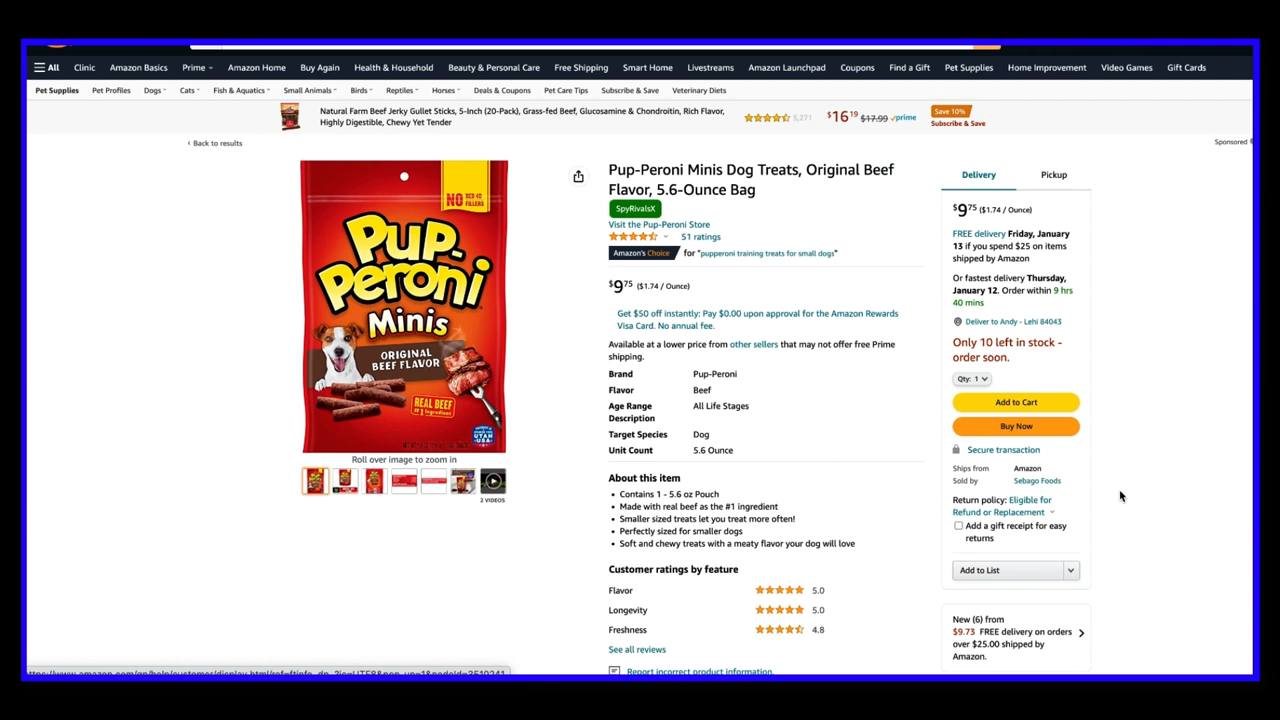 All
Clinic
Amazon Basics
Prime
Amazon Home
Buy Again
Health & Household
Beauty & Personal Care
Free Shipping
Smart Home
Livestreams
Amazon Launchpad
Coupons
Find a Gift
Pet Supplies
Home Improvement
Video Games
Gift Cards
Pet Supplies
Pet Profiles
Dogs
Cats
Fish & Aquatics
Small Animals
Birds
Reptiles
Horses
Deals & Coupons
Pet Care Tips
Subscribe & Save
Veterinary Diets
Natural Farm Beef Jerky Gullet Sticks, 5-Inch (20-Pack), Grass-fed Beef, Glucosamine & Chondroitin, Rich Flavor,
Highly Digestible, Chewy Yet Tender
5,271
$16.19 $17.99 prime
Save 10%
Subscribe & Save
‹ Back to results
Sponsored
NO RED 40
FILLERS
Pup-
Peroni
Minis
ORIGINAL
BEEF FLAVOR
REAL BEEF
#1 Ingredient
UTAH
USA
Roll over image to zoom in
2 VIDEOS
Pup-Peroni Minis Dog Treats, Original Beef
Flavor, 5.6-Ounce Bag
SpyRivalsX
Visit the Pup-Peroni Store
51 ratings
Amazon's Choice for "pupperoni training treats for small dogs"
$9.75 ($1.74 / Ounce)
Get $50 off instantly: Pay $0.00 upon approval for the Amazon Rewards
Visa Card. No annual fee.
Available at a lower price from other sellers that may not offer free Prime
shipping.
Brand Pup-Peroni
Flavor Beef
Age Range All Life Stages
Description
Target Species Dog
Unit Count 5.6 Ounce
About this item
• Contains 1 - 5.6 oz Pouch
• Made with real beef as the #1 ingredient
• Smaller sized treats let you treat more often!
• Perfectly sized for smaller dogs
• Soft and chewy treats with a meaty flavor your dog will love
Customer ratings by feature
Flavor 5.0
Longevity 5.0
Freshness 4.8
See all reviews
Report incorrect product information.
Delivery
Pickup
$9.75 ($1.74 / Ounce)
FREE delivery Friday, January
13 if you spend $25 on items
shipped by Amazon
Or fastest delivery Thursday,
January 12. Order within 9 hrs
40 mins
Deliver to Andy - Lehi 84043
Only 10 left in stock -
order soon.
Qty: 1
Add to Cart
Buy Now
Secure transaction
Ships from Amazon
Sold by Sebago Foods
Return policy: Eligible for
Refund or Replacement
Add a gift receipt for easy
returns
Add to List
New (6) from
$9.73 FREE delivery on orders
over $25.00 shipped by
Amazon.